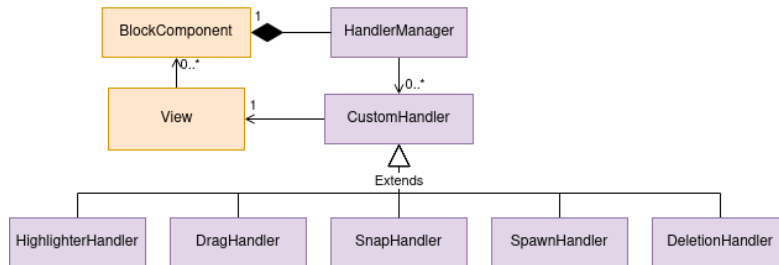 BlockComponent
1
HandlerManager
0..*
0..*
View
1
CustomHandler
Extends
HighlighterHandler
DragHandler
SnapHandler
SpawnHandler
DeletionHandler